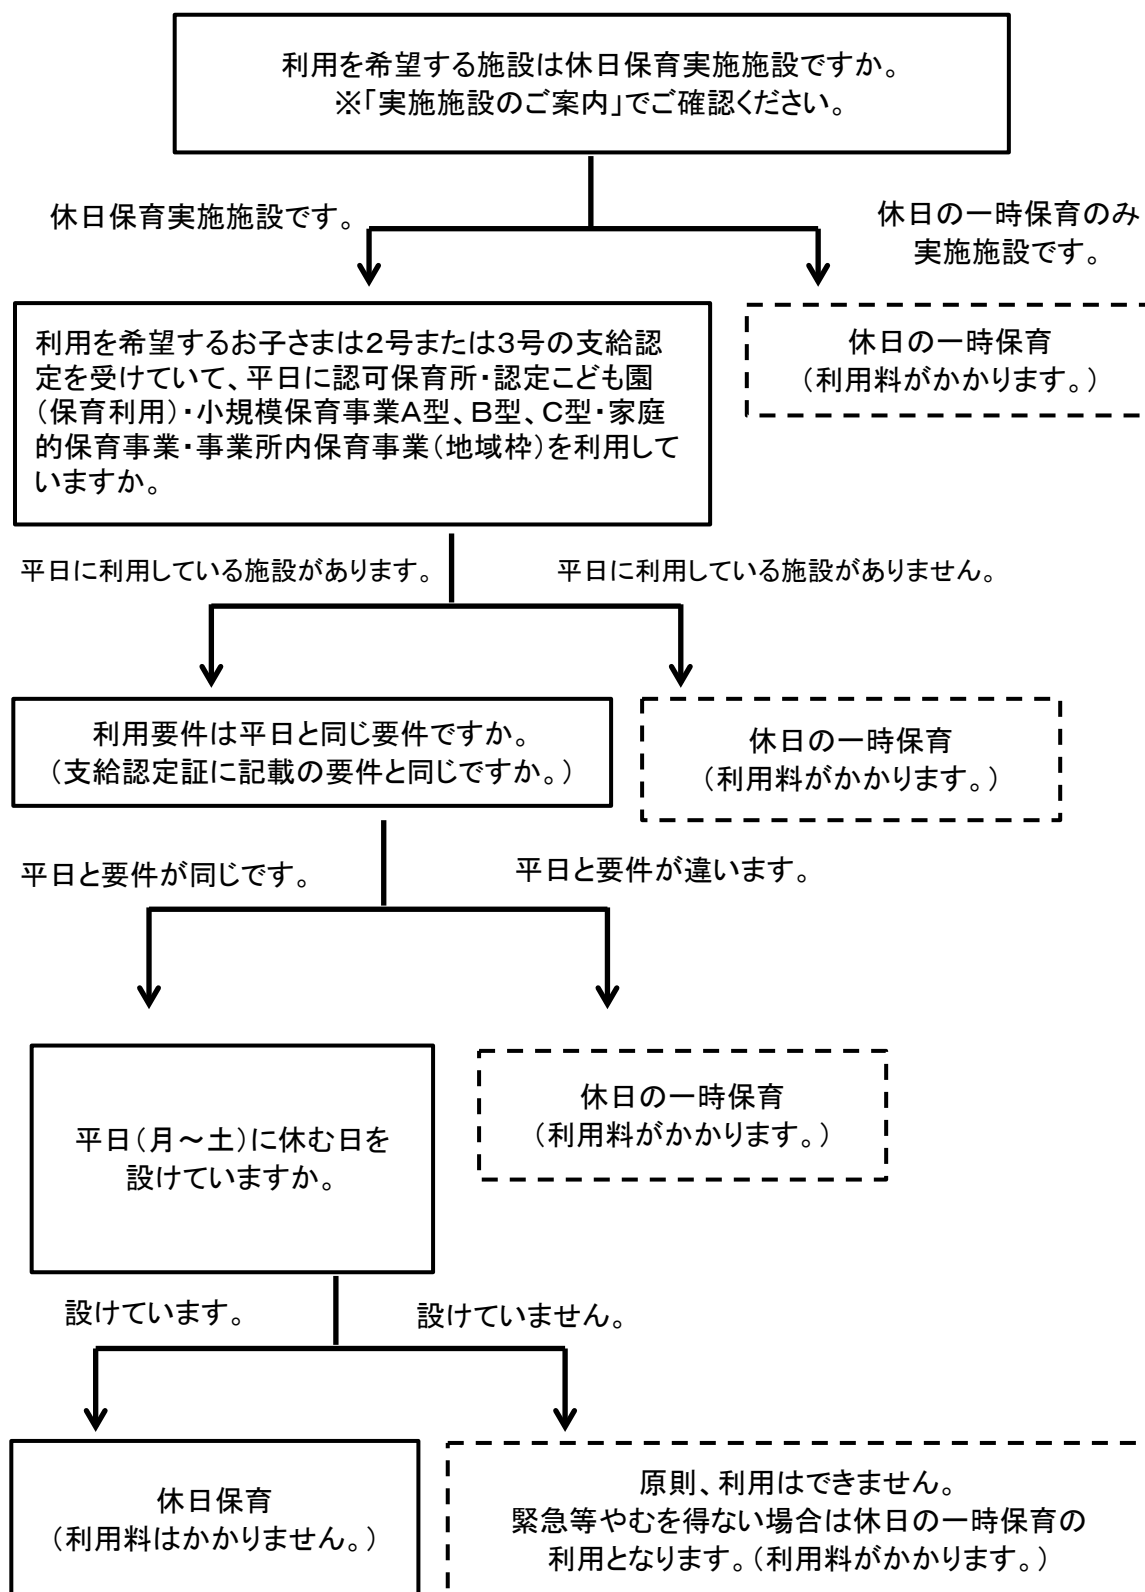 利用を希望する施設は休日保育実施施設ですか。
※「実施施設のご案内」でご確認ください。
休日保育実施施設です。
休日の一時保育のみ
実施施設です。
利用を希望するお子さまは2号または3号の支給認
定を受けていて、平日に認可保育所・認定こども園
(保育利用)・小規模保育事業A型、B型、C型・家庭
的保育事業・事業所内保育事業(地域枠)を利用して
いますか。
休日の一時保育
(利用料がかかります。)
平日に利用している施設があります。
平日に利用している施設がありません。
利用要件は平日と同じ要件ですか。
(支給認定証に記載の要件と同じですか。)
休日の一時保育
(利用料がかかります。)
平日と要件が同じです。
平日と要件が違います。
平日(月~土)に休む日を
設けていますか。
休日の一時保育
(利用料がかかります。)
設けています。
設けていません。
休日保育
(利用料はかかりません。)
原則、利用はできません。
緊急等やむを得ない場合は休日の一時保育の
利用となります。(利用料がかかります。)